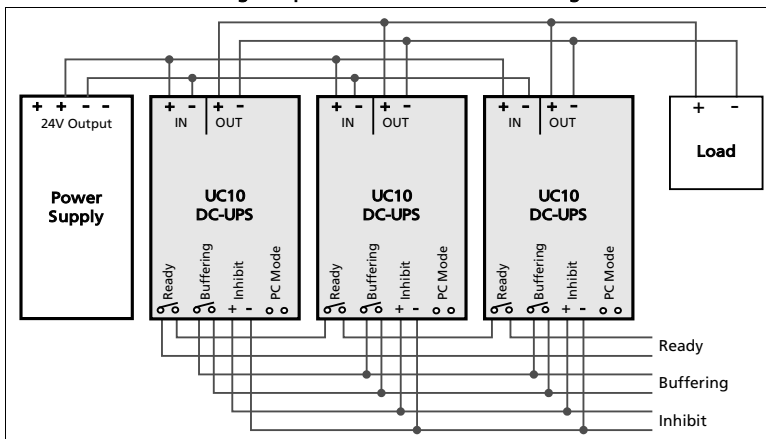 + + - -
24V Output
Power
Supply
+ - + -
IN OUT
UC10
DC-UPS
Ready
Buffering
+ Inhibit
-
PC Mode
+ - + -
IN OUT
UC10
DC-UPS
Ready
Buffering
+ Inhibit
-
PC Mode
+ - + -
IN OUT
UC10
DC-UPS
Ready
Buffering
+ Inhibit
-
PC Mode
+ -
Load
Ready
Buffering
Inhibit